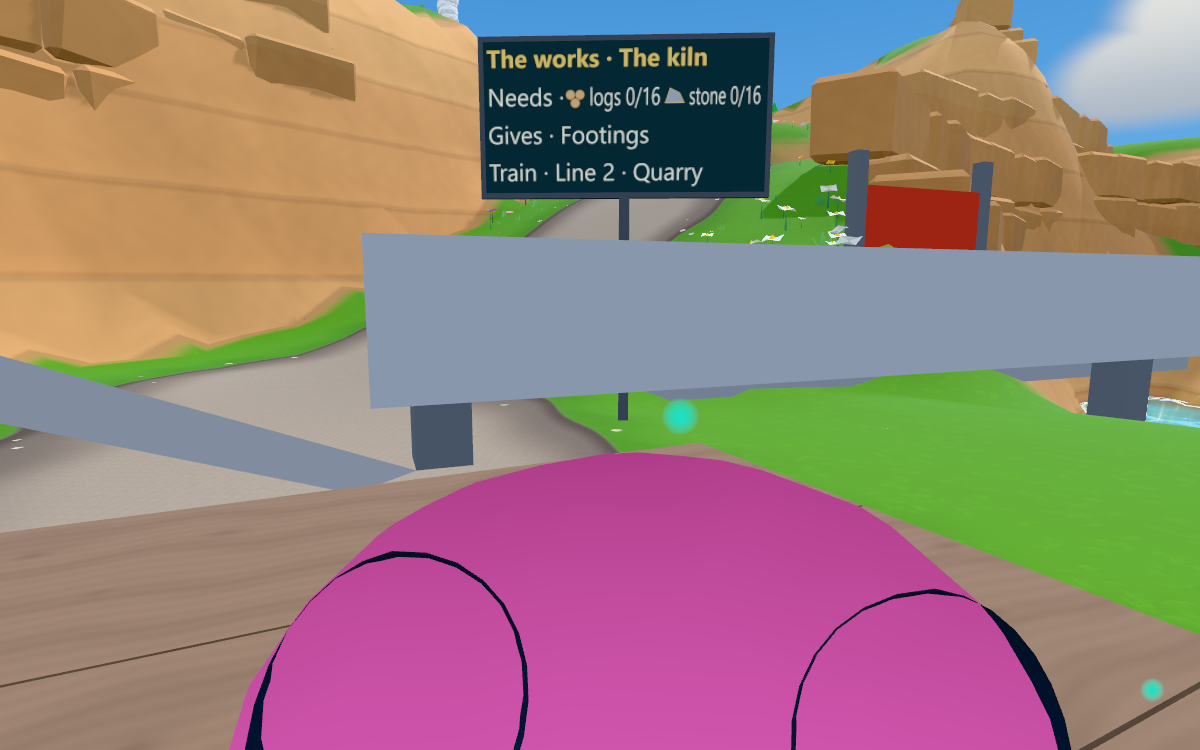 The works · The kiln
Needs · logs 0/16 stone 0/16
Gives · Footings
Train · Line 2 · Quarry